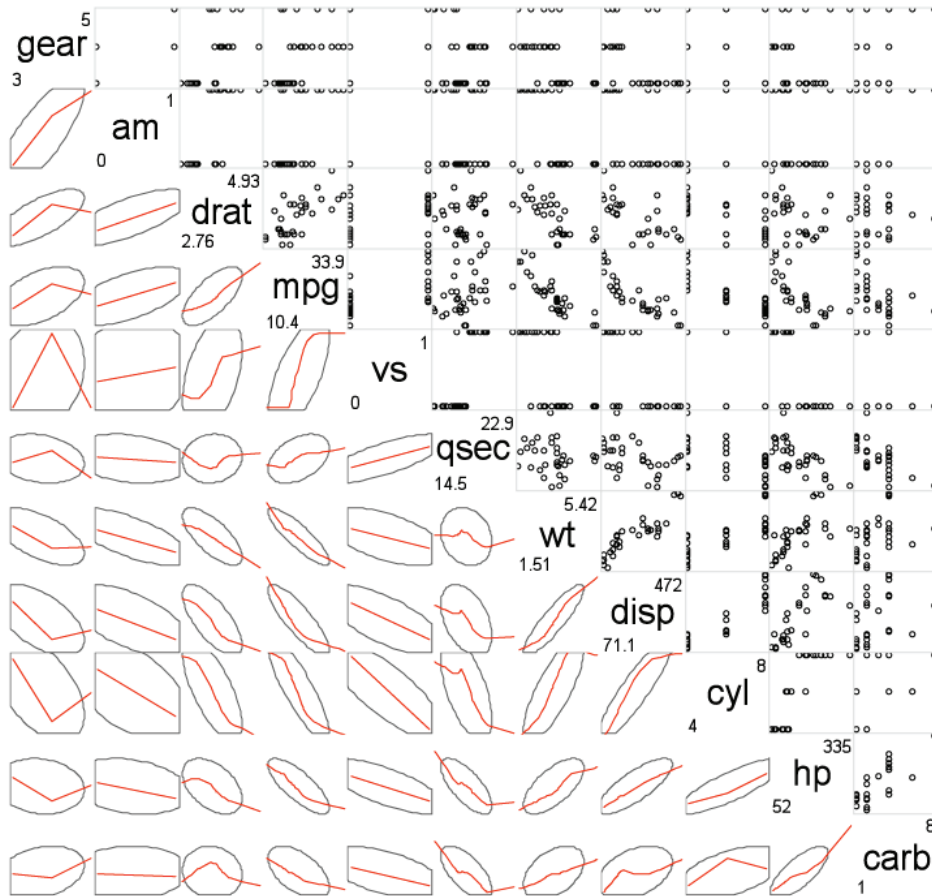 5
gear
3
1
am
0
4.93
drat
2.76
33.9
mpg
10.4
1
vs
0
22.9
qsec
14.5
5.42
wt
1.51
472
disp
71.1
8
cyl
4
335
hp
52
8
carb
1